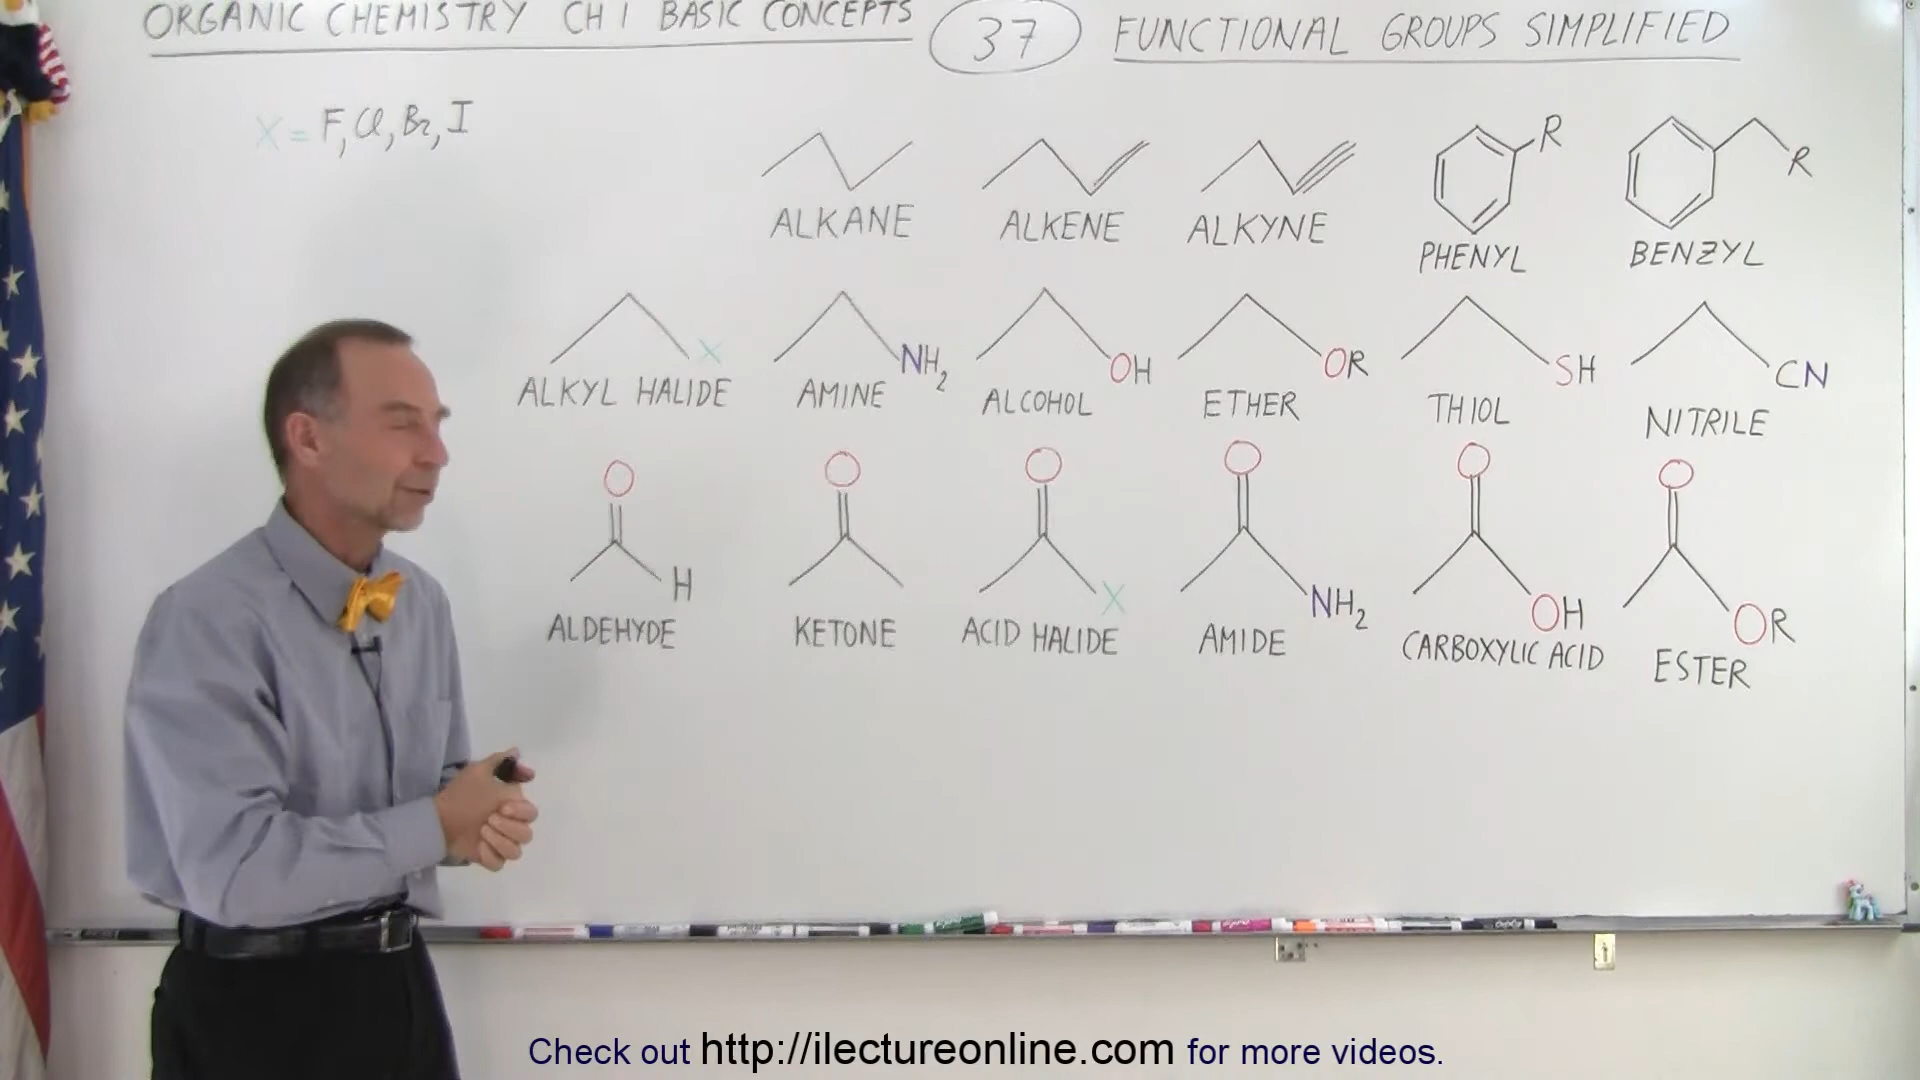 ORGANIC CHEMISTRY CH 1 BASIC CONCEPTS 37 FUNCTIONAL GROUPS SIMPLIFIED
X = F, Cl, Br, I
R R
ALKANE ALKENE ALKYNE PHENYL BENZYL
X NH2 OH OR SH CN
ALKYL HALIDE AMINE ALCOHOL ETHER THIOL NITRILE
O O O O O O
H X NH2 OH OR
ALDEHYDE KETONE ACID HALIDE AMIDE CARBOXYLIC ACID ESTER
Check out http://ilectureonline.com for more videos.